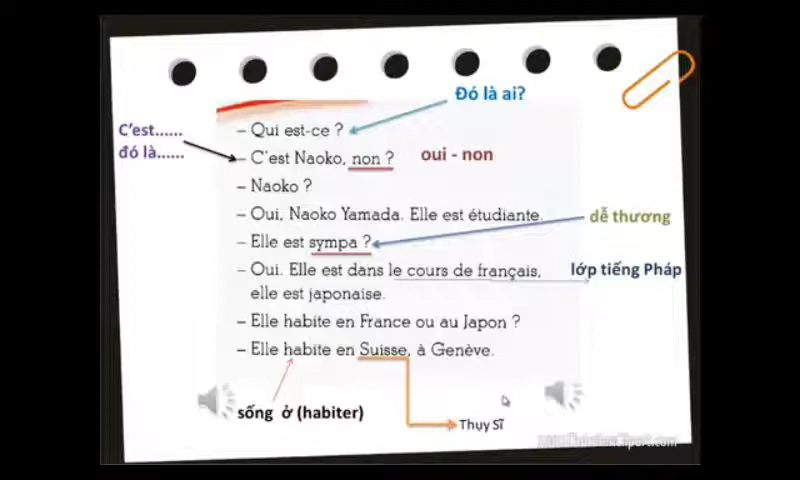 Đó là ai?
– Qui est-ce ?
C'est......
đó là......
– C'est Naoko, non ?
oui - non
– Naoko ?
– Oui, Naoko Yamada. Elle est étudiante.
dễ thương
– Elle est sympa ?
– Oui. Elle est dans le cours de français,
lớp tiếng Pháp
elle est japonaise.
– Elle habite en France ou au Japon ?
– Elle habite en Suisse, à Genève.
sống ở (habiter)
Thụy Sĩ